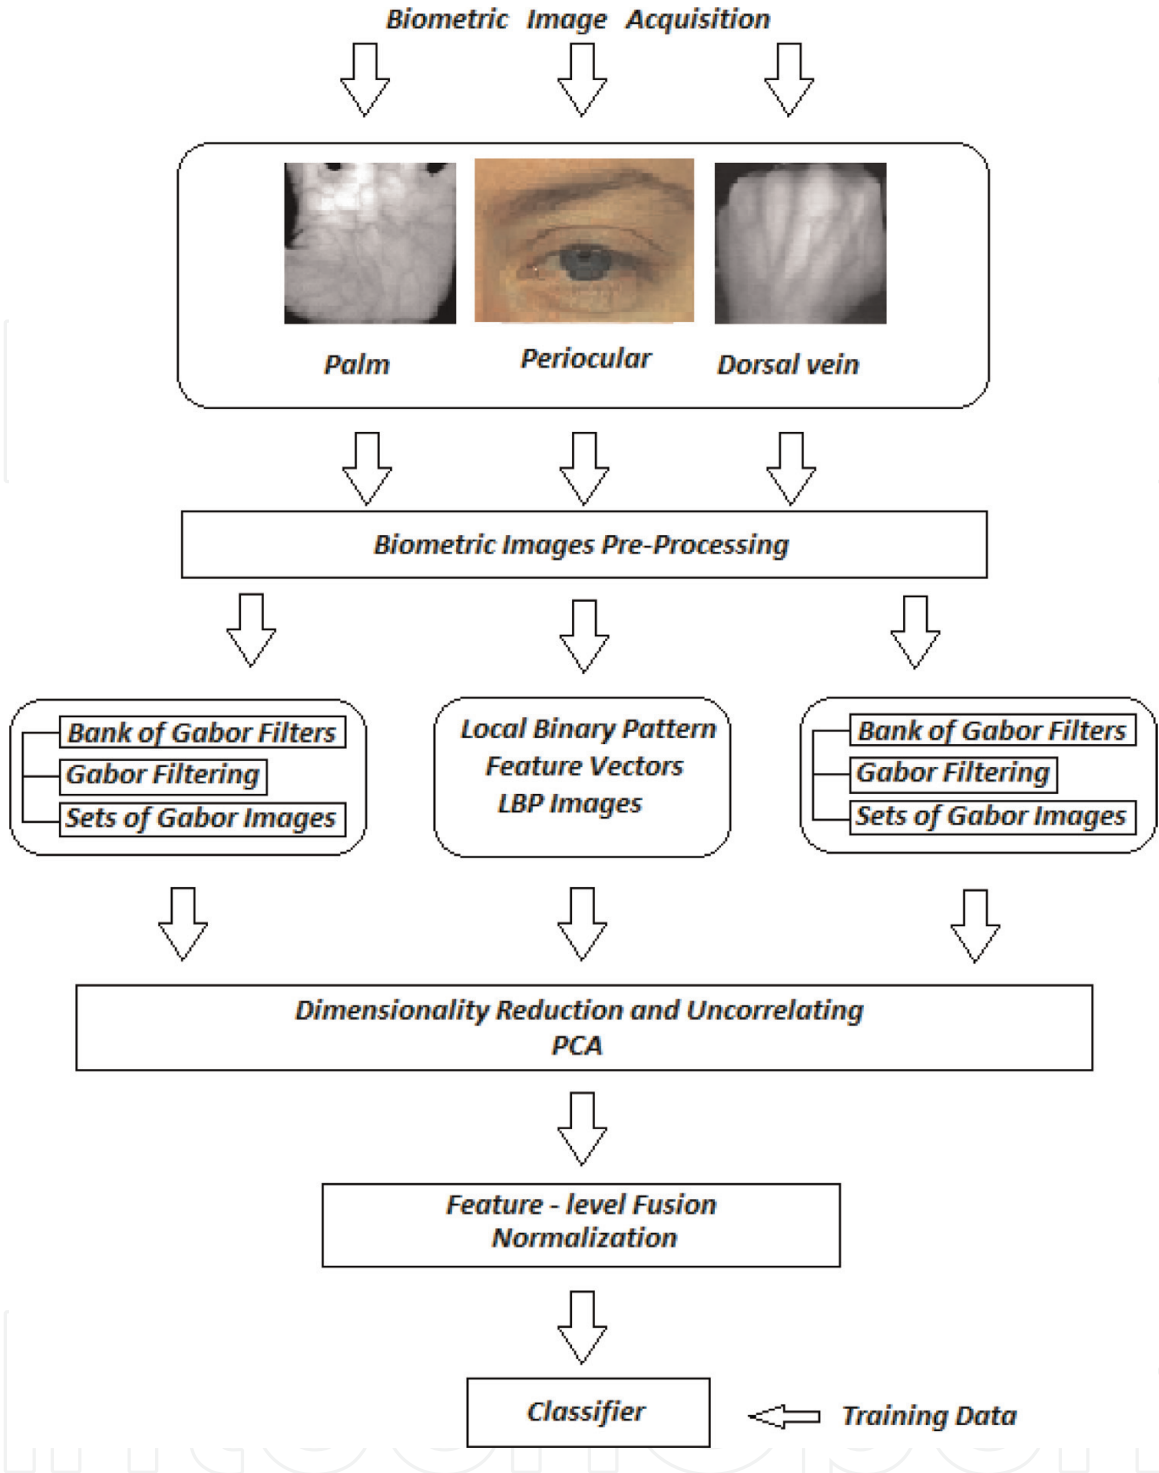 Biometric Image Acquisition
Palm
Periocular
Dorsal vein
Biometric Images Pre-Processing
Bank of Gabor Filters
Gabor Filtering
Sets of Gabor Images
Local Binary Pattern
Feature Vectors
LBP Images
Bank of Gabor Filters
Gabor Filtering
Sets of Gabor Images
Dimensionality Reduction and Uncorrelating
PCA
Feature - level Fusion
Normalization
Classifier
Training Data